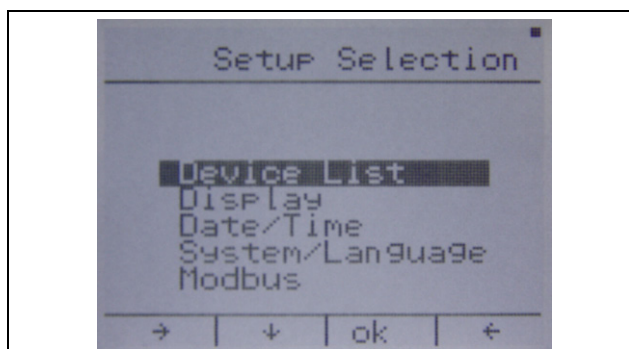 Setup Selection
Device List
Display
Date/Time
System/Language
Modbus
→ ↓ ok ←